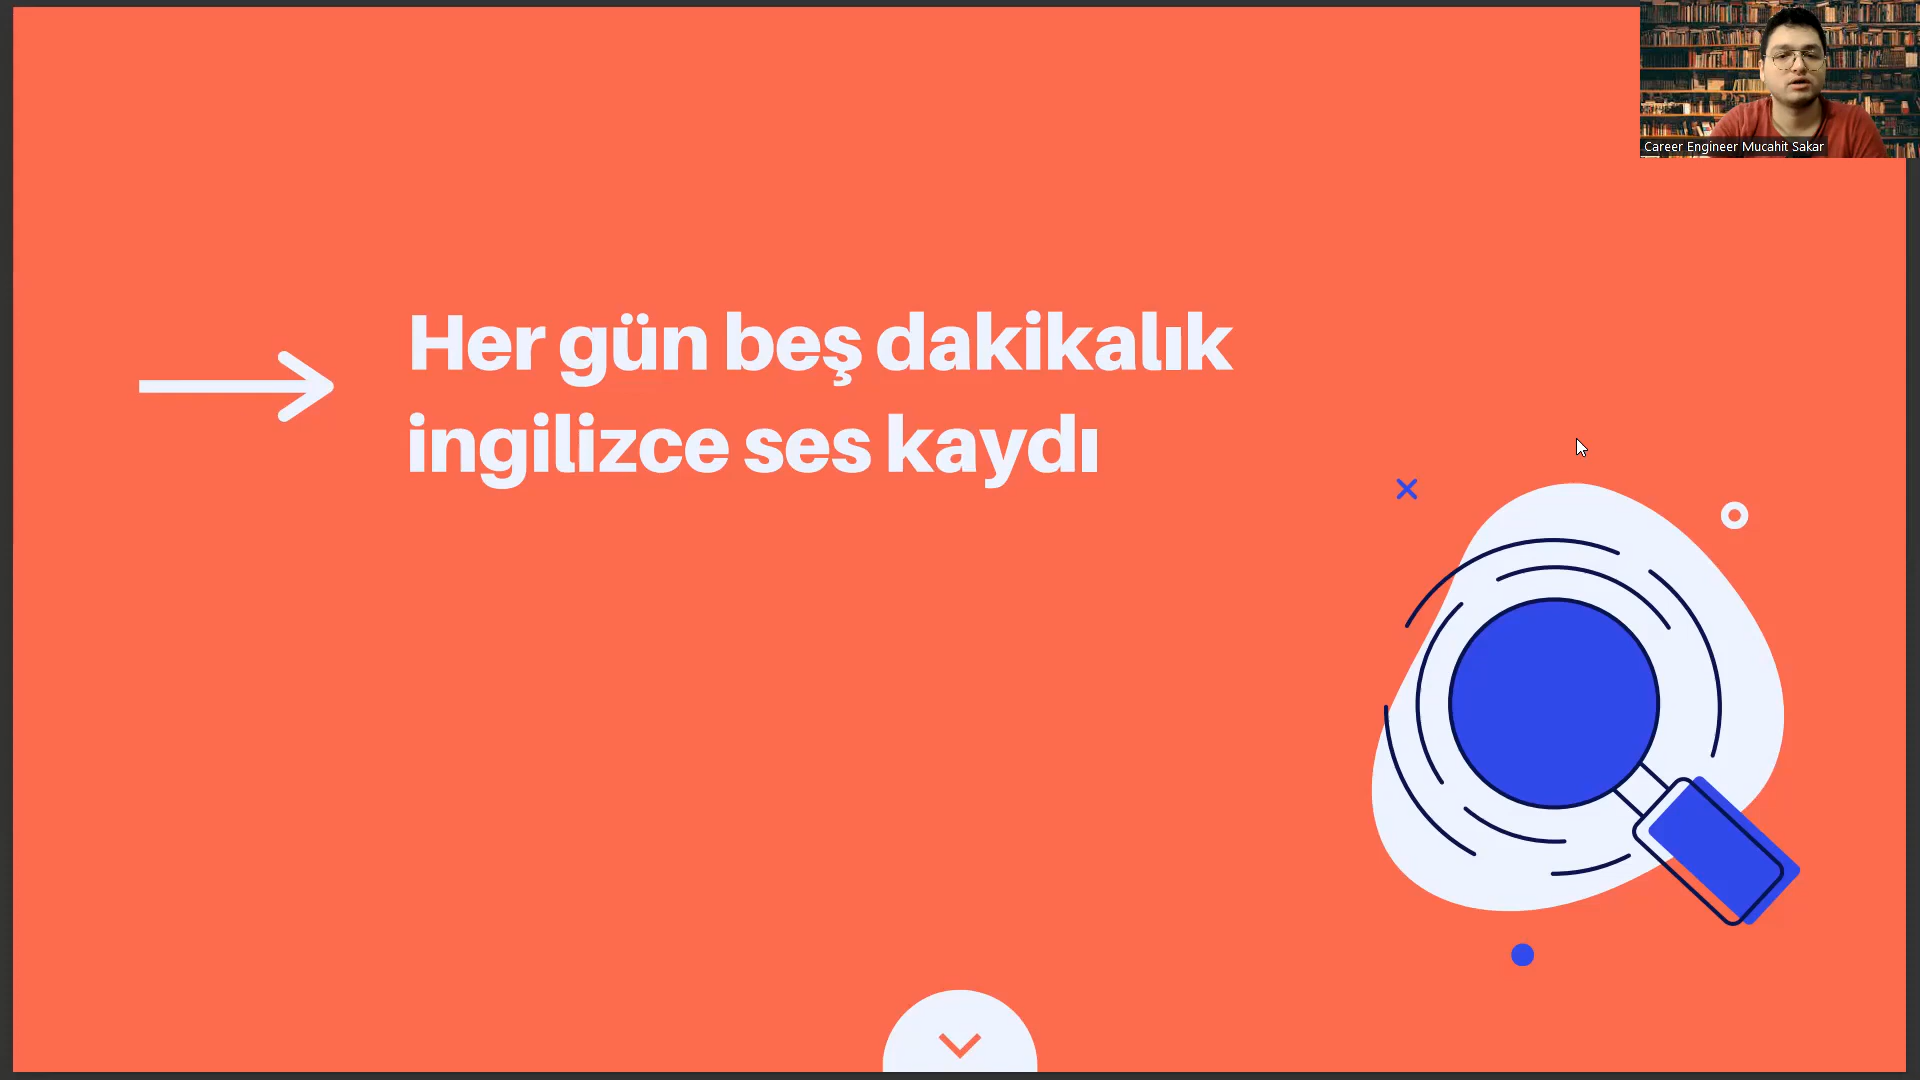 Career Engineer Mucahit Sakar
Her gün beş dakikalık
ingilizce ses kaydı